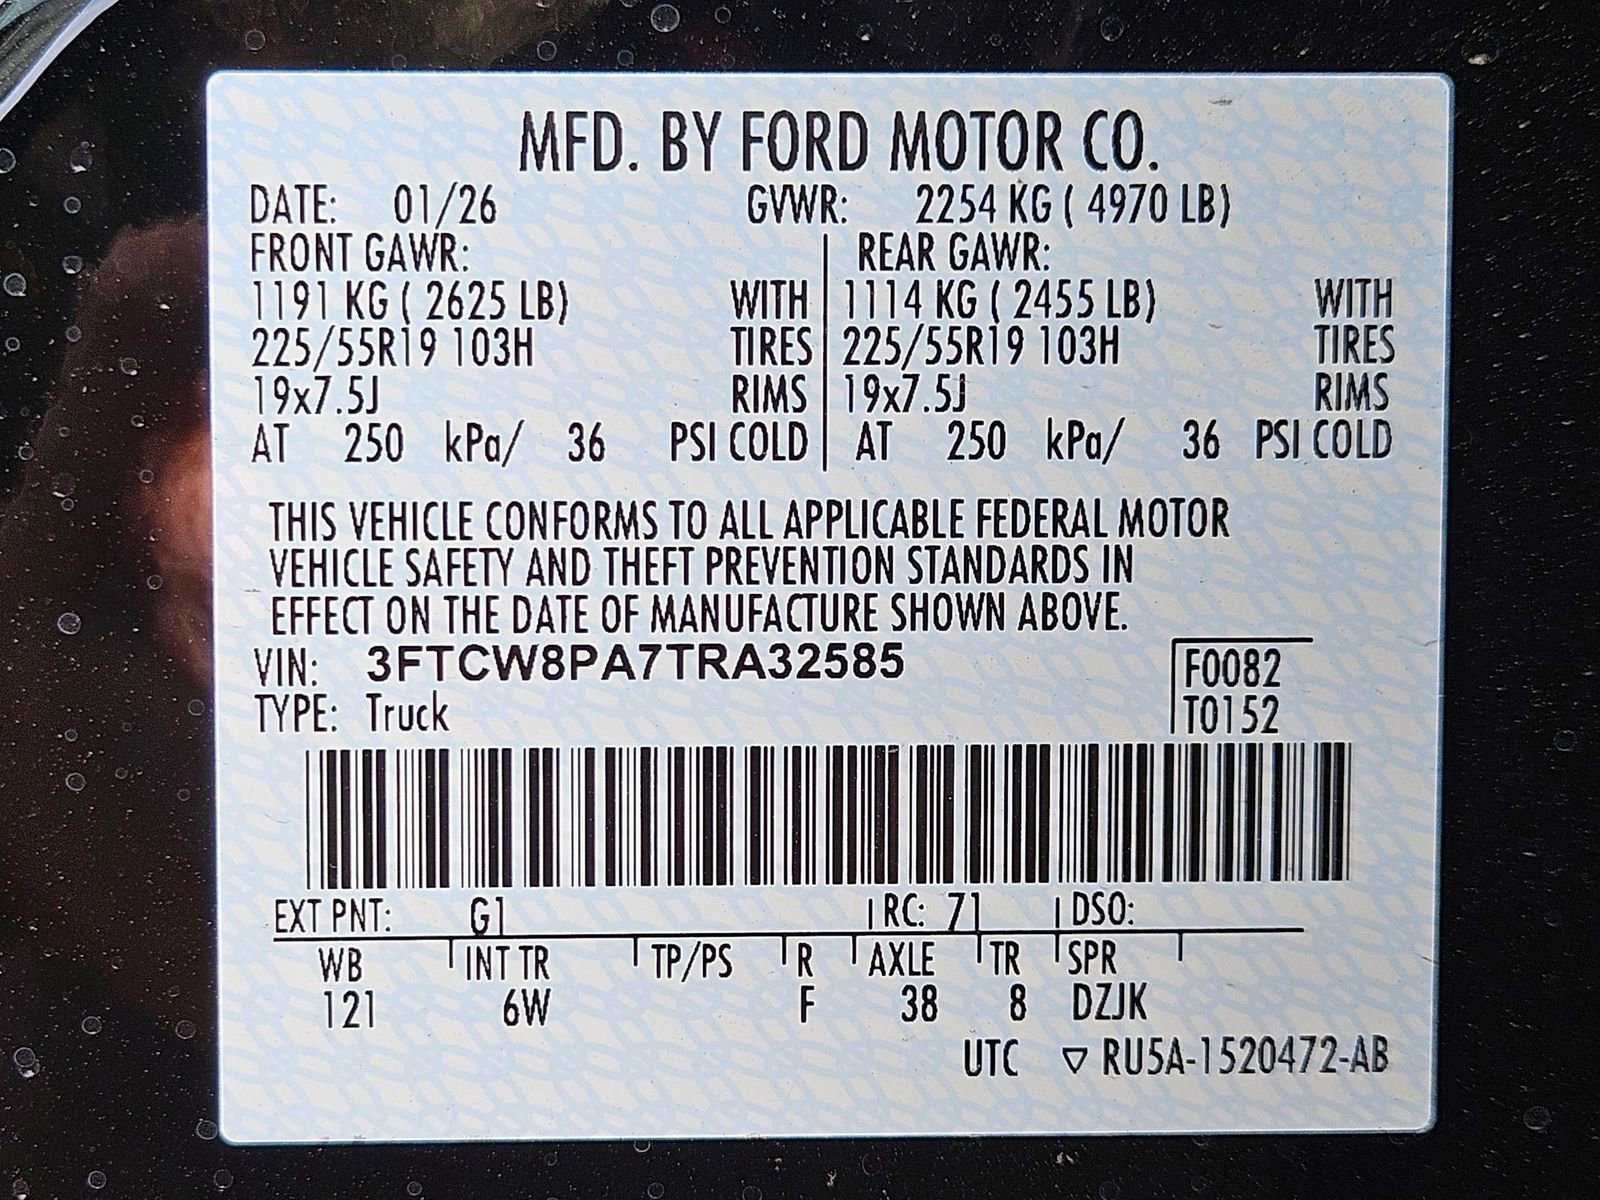 MFD. BY FORD MOTOR CO.
DATE: 01/26 GVWR: 2254 KG ( 4970 LB)
FRONT GAWR: REAR GAWR:
1191 KG ( 2625 LB) WITH 1114 KG ( 2455 LB) WITH
225/55R19 103H TIRES 225/55R19 103H TIRES
19x7.5J RIMS 19x7.5J RIMS
AT 250 kPa/ 36 PSI COLD AT 250 kPa/ 36 PSI COLD
THIS VEHICLE CONFORMS TO ALL APPLICABLE FEDERAL MOTOR
VEHICLE SAFETY AND THEFT PREVENTION STANDARDS IN
EFFECT ON THE DATE OF MANUFACTURE SHOWN ABOVE.
VIN: 3FTCW8PA7TRA32585 F0082
TYPE: Truck T0152
EXT PNT: G1 RC: 71 DSO:
WB INT TR TP/PS R AXLE TR SPR
121 6W F 38 8 DZJK
UTC ▽ RU5A-1520472-AB